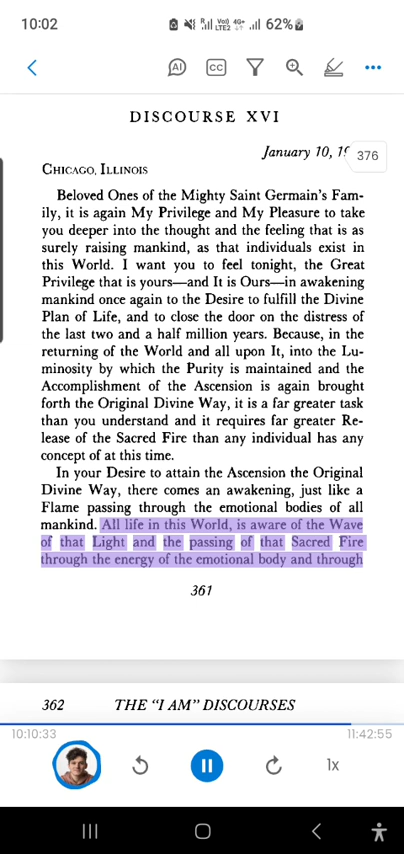 10:02
62%
AI CC
DISCOURSE XVI
January 10, 19
376
CHICAGO, ILLINOIS
Beloved Ones of the Mighty Saint Germain's Fam-
ily, it is again My Privilege and My Pleasure to take
you deeper into the thought and the feeling that is as
surely raising mankind, as that individuals exist in
this World. I want you to feel tonight, the Great
Privilege that is yours—and It is Ours—in awakening
mankind once again to the Desire to fulfill the Divine
Plan of Life, and to close the door on the distress of
the last two and a half million years. Because, in the
returning of the World and all upon It, into the Lu-
minosity by which the Purity is maintained and the
Accomplishment of the Ascension is again brought
forth the Original Divine Way, it is a far greater task
than you understand and it requires far greater Re-
lease of the Sacred Fire than any individual has any
concept of at this time.
In your Desire to attain the Ascension the Original
Divine Way, there comes an awakening, just like a
Flame passing through the emotional bodies of all
mankind. All life in this World, is aware of the Wave
of that Light and the passing of that Sacred Fire
through the energy of the emotional body and through
361
362 THE "I AM" DISCOURSES
10:10:33 11:42:55
1x